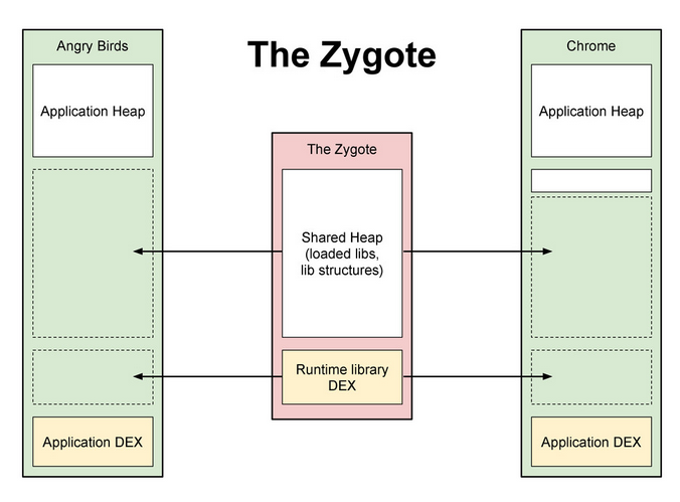 The Zygote
Angry Birds
Application Heap
Application DEX
The Zygote
Shared Heap
(loaded libs,
lib structures)
Runtime library
DEX
Chrome
Application Heap
Application DEX